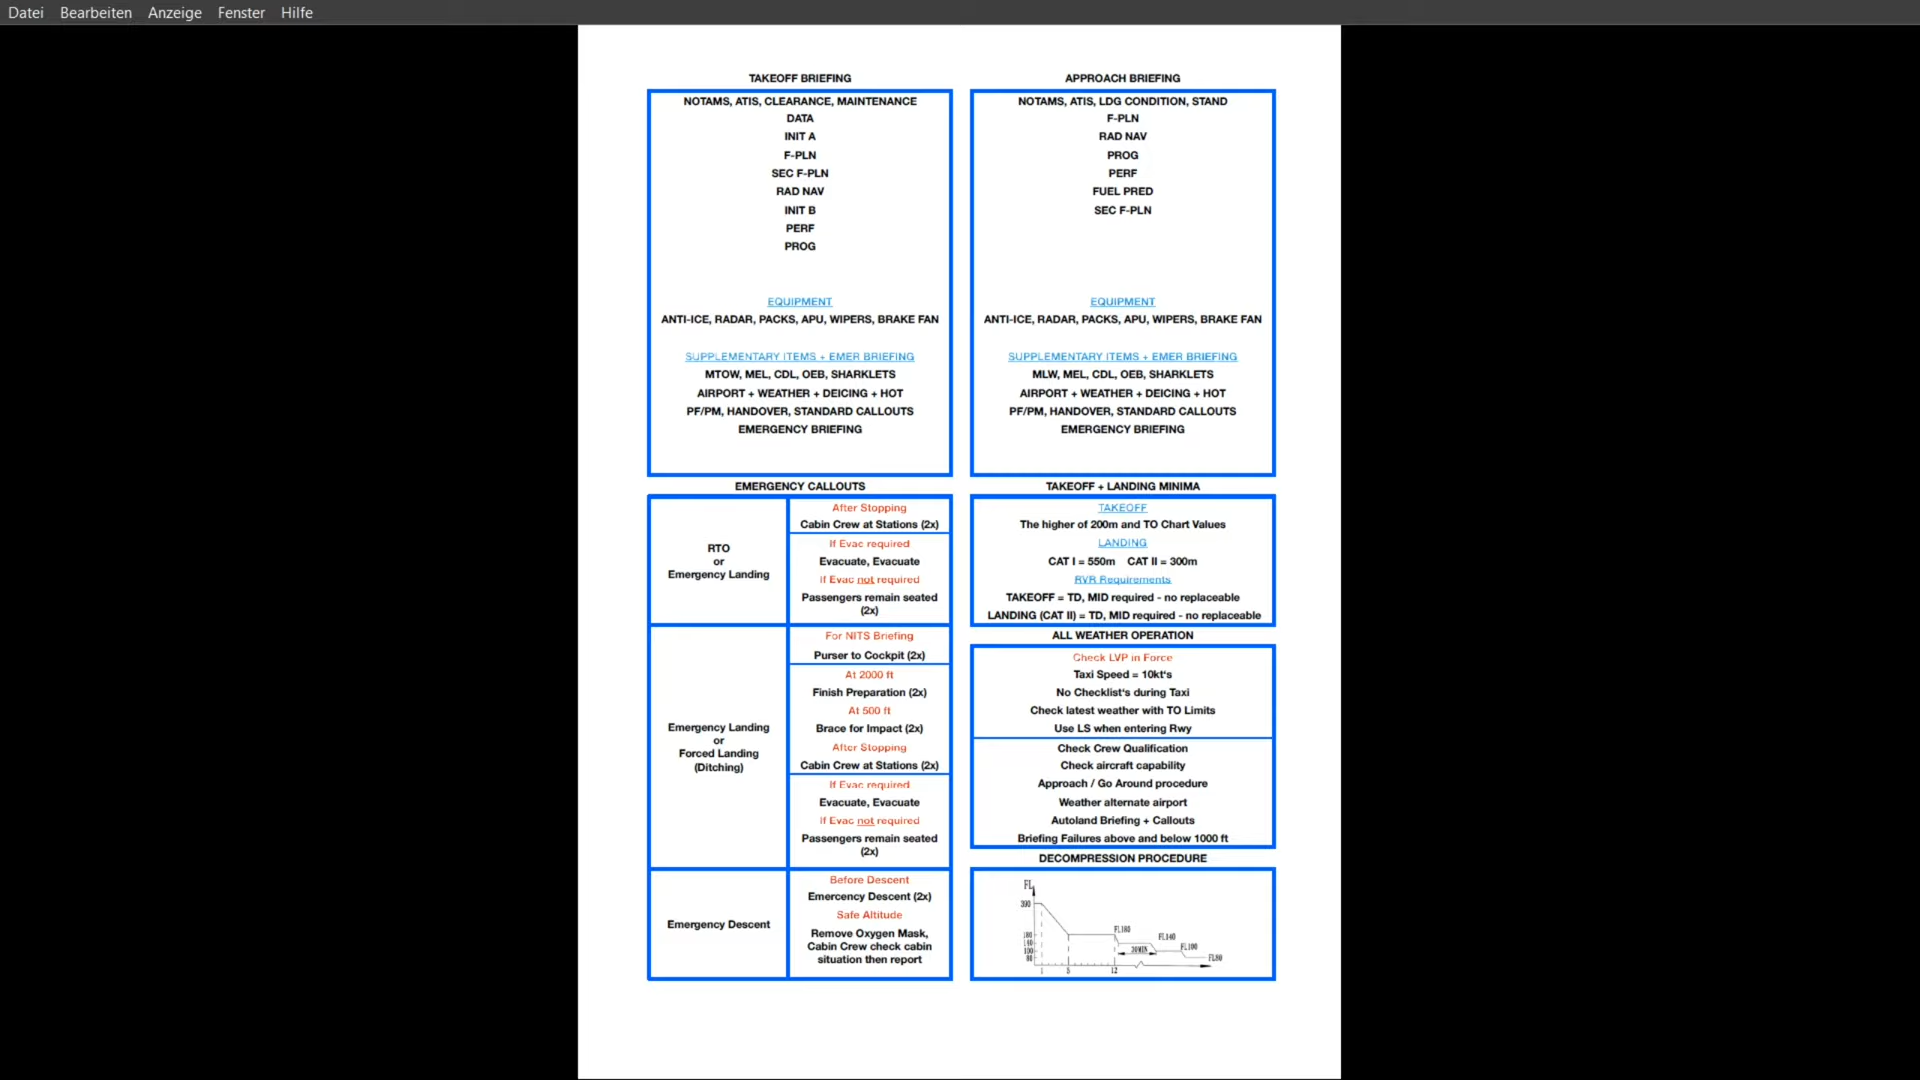 Datei Bearbeiten Anzeige Fenster Hilfe
TAKEOFF BRIEFING
NOTAMS, ATIS, CLEARANCE, MAINTENANCE
DATA
INIT A
F-PLN
SEC F-PLN
RAD NAV
INIT B
PERF
PROG
EQUIPMENT
ANTI-ICE, RADAR, PACKS, APU, WIPERS, BRAKE FAN
SUPPLEMENTARY ITEMS + EMER BRIEFING
MTOW, MEL, CDL, OEB, SHARKLETS
AIRPORT + WEATHER + DEICING + HOT
PF/PM, HANDOVER, STANDARD CALLOUTS
EMERGENCY BRIEFING
APPROACH BRIEFING
NOTAMS, ATIS, LDG CONDITION, STAND
F-PLN
RAD NAV
PROG
PERF
FUEL PRED
SEC F-PLN
EQUIPMENT
ANTI-ICE, RADAR, PACKS, APU, WIPERS, BRAKE FAN
SUPPLEMENTARY ITEMS + EMER BRIEFING
MLW, MEL, CDL, OEB, SHARKLETS
AIRPORT + WEATHER + DEICING + HOT
PF/PM, HANDOVER, STANDARD CALLOUTS
EMERGENCY BRIEFING
EMERGENCY CALLOUTS
RTO
or
Emergency Landing
After Stopping
Cabin Crew at Stations (2x)
If Evac required
Evacuate, Evacuate
If Evac not required
Passengers remain seated
(2x)
Emergency Landing
or
Forced Landing
(Ditching)
For NITS Briefing
Purser to Cockpit (2x)
At 2000 ft
Finish Preparation (2x)
At 500 ft
Brace for Impact (2x)
After Stopping
Cabin Crew at Stations (2x)
If Evac required
Evacuate, Evacuate
If Evac not required
Passengers remain seated
(2x)
Emergency Descent
Before Descent
Emercency Descent (2x)
Safe Altitude
Remove Oxygen Mask,
Cabin Crew check cabin
situation then report
TAKEOFF + LANDING MINIMA
TAKEOFF
The higher of 200m and TO Chart Values
LANDING
CAT I = 550m CAT II = 300m
RVR Requirements
TAKEOFF = TD, MID required - no replaceable
LANDING (CAT II) = TD, MID required - no replaceable
ALL WEATHER OPERATION
Check LVP in Force
Taxi Speed = 10kt‘s
No Checklist‘s during Taxi
Check latest weather with TO Limits
Use LS when entering Rwy
Check Crew Qualification
Check aircraft capability
Approach / Go Around procedure
Weather alternate airport
Autoland Briefing + Callouts
Briefing Failures above and below 1000 ft
DECOMPRESSION PROCEDURE
FL
390
180
140
100
80
FL180
FL140
FL100
FL80
30MIN
1 5 12